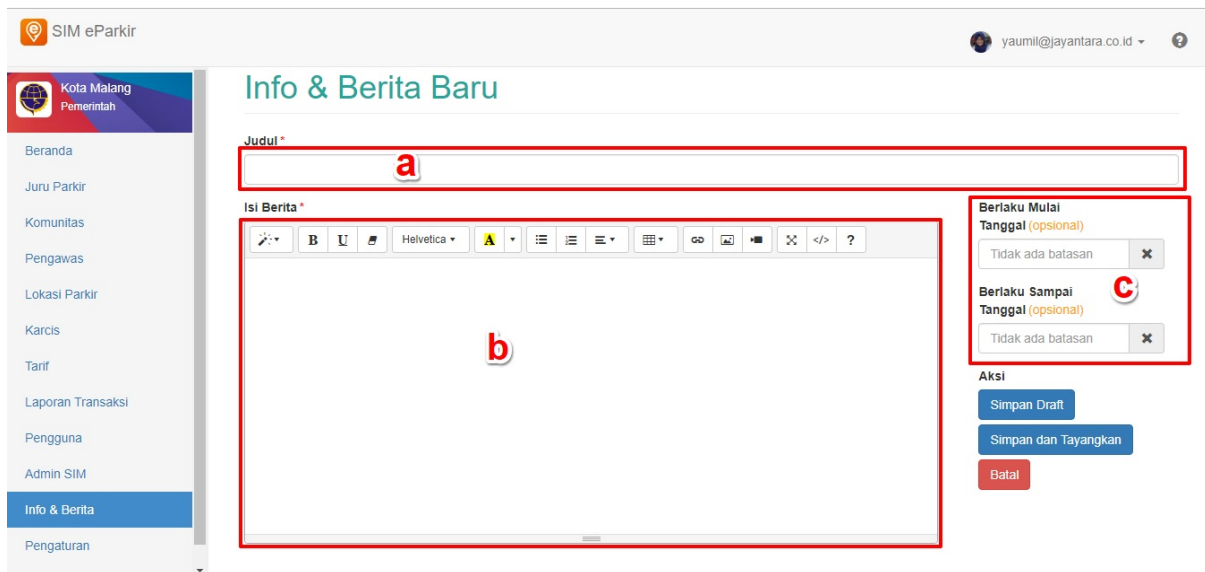 SIM eParkir
yaumil@jayantara.co.id
Kota Malang
Pemerintah
Beranda
Juru Parkir
Komunitas
Pengawas
Lokasi Parkir
Karcis
Tarif
Laporan Transaksi
Pengguna
Admin SIM
Info & Berita
Pengaturan
Info & Berita Baru
Judul *
a
Isi Berita *
B U Helvetica A </> ?
b
Berlaku Mulai
Tanggal (opsional)
Tidak ada batasan
c
Berlaku Sampai
Tanggal (opsional)
Tidak ada batasan
Aksi
Simpan Draft
Simpan dan Tayangkan
Batal